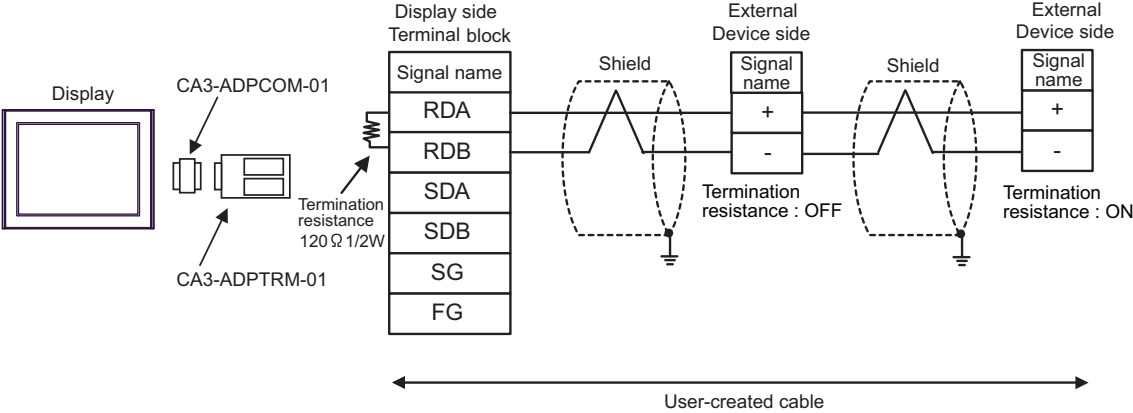 Display side
Terminal block
External
Device side
External
Device side
Display
CA3-ADPCOM-01
Signal name
RDA
RDB
SDA
SDB
SG
FG
Shield
Signal
name
+
-
Shield
Signal
name
+
-
Termination
resistance
120 Ω 1/2W
CA3-ADPTRM-01
Termination
resistance : OFF
Termination
resistance : ON
User-created cable